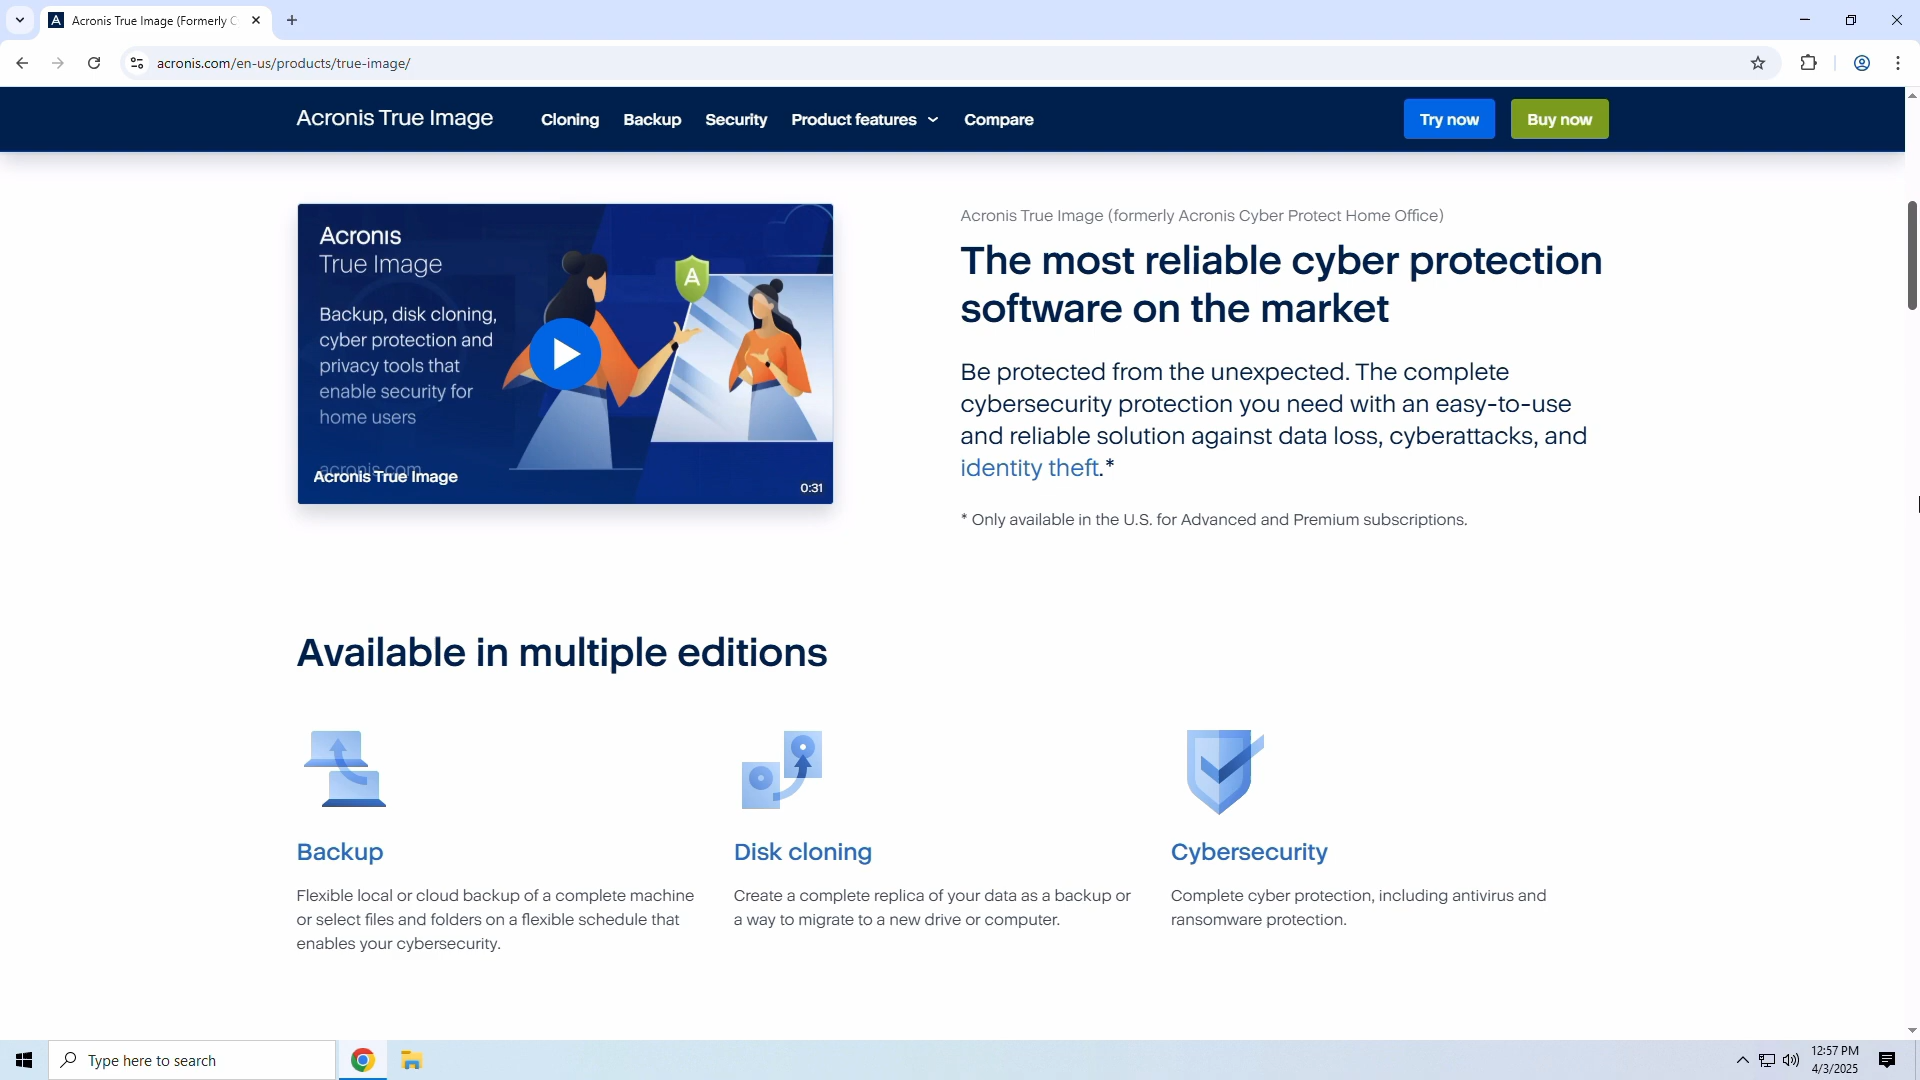 Acronis True Image (Formerly C
acronis.com/en-us/products/true-image/
Acronis True Image
Cloning
Backup
Security
Product features
Compare
Try now
Buy now
Acronis
True Image
Backup, disk cloning,
cyber protection and
privacy tools that
enable security for
home users
acronis.com
Acronis True Image
0:31
A
Acronis True Image (formerly Acronis Cyber Protect Home Office)
The most reliable cyber protection
software on the market
Be protected from the unexpected. The complete
cybersecurity protection you need with an easy-to-use
and reliable solution against data loss, cyberattacks, and
identity theft.*
* Only available in the U.S. for Advanced and Premium subscriptions.
Available in multiple editions
Backup
Flexible local or cloud backup of a complete machine
or select files and folders on a flexible schedule that
enables your cybersecurity.
Disk cloning
Create a complete replica of your data as a backup or
a way to migrate to a new drive or computer.
Cybersecurity
Complete cyber protection, including antivirus and
ransomware protection.
Type here to search
12:57 PM
4/3/2025